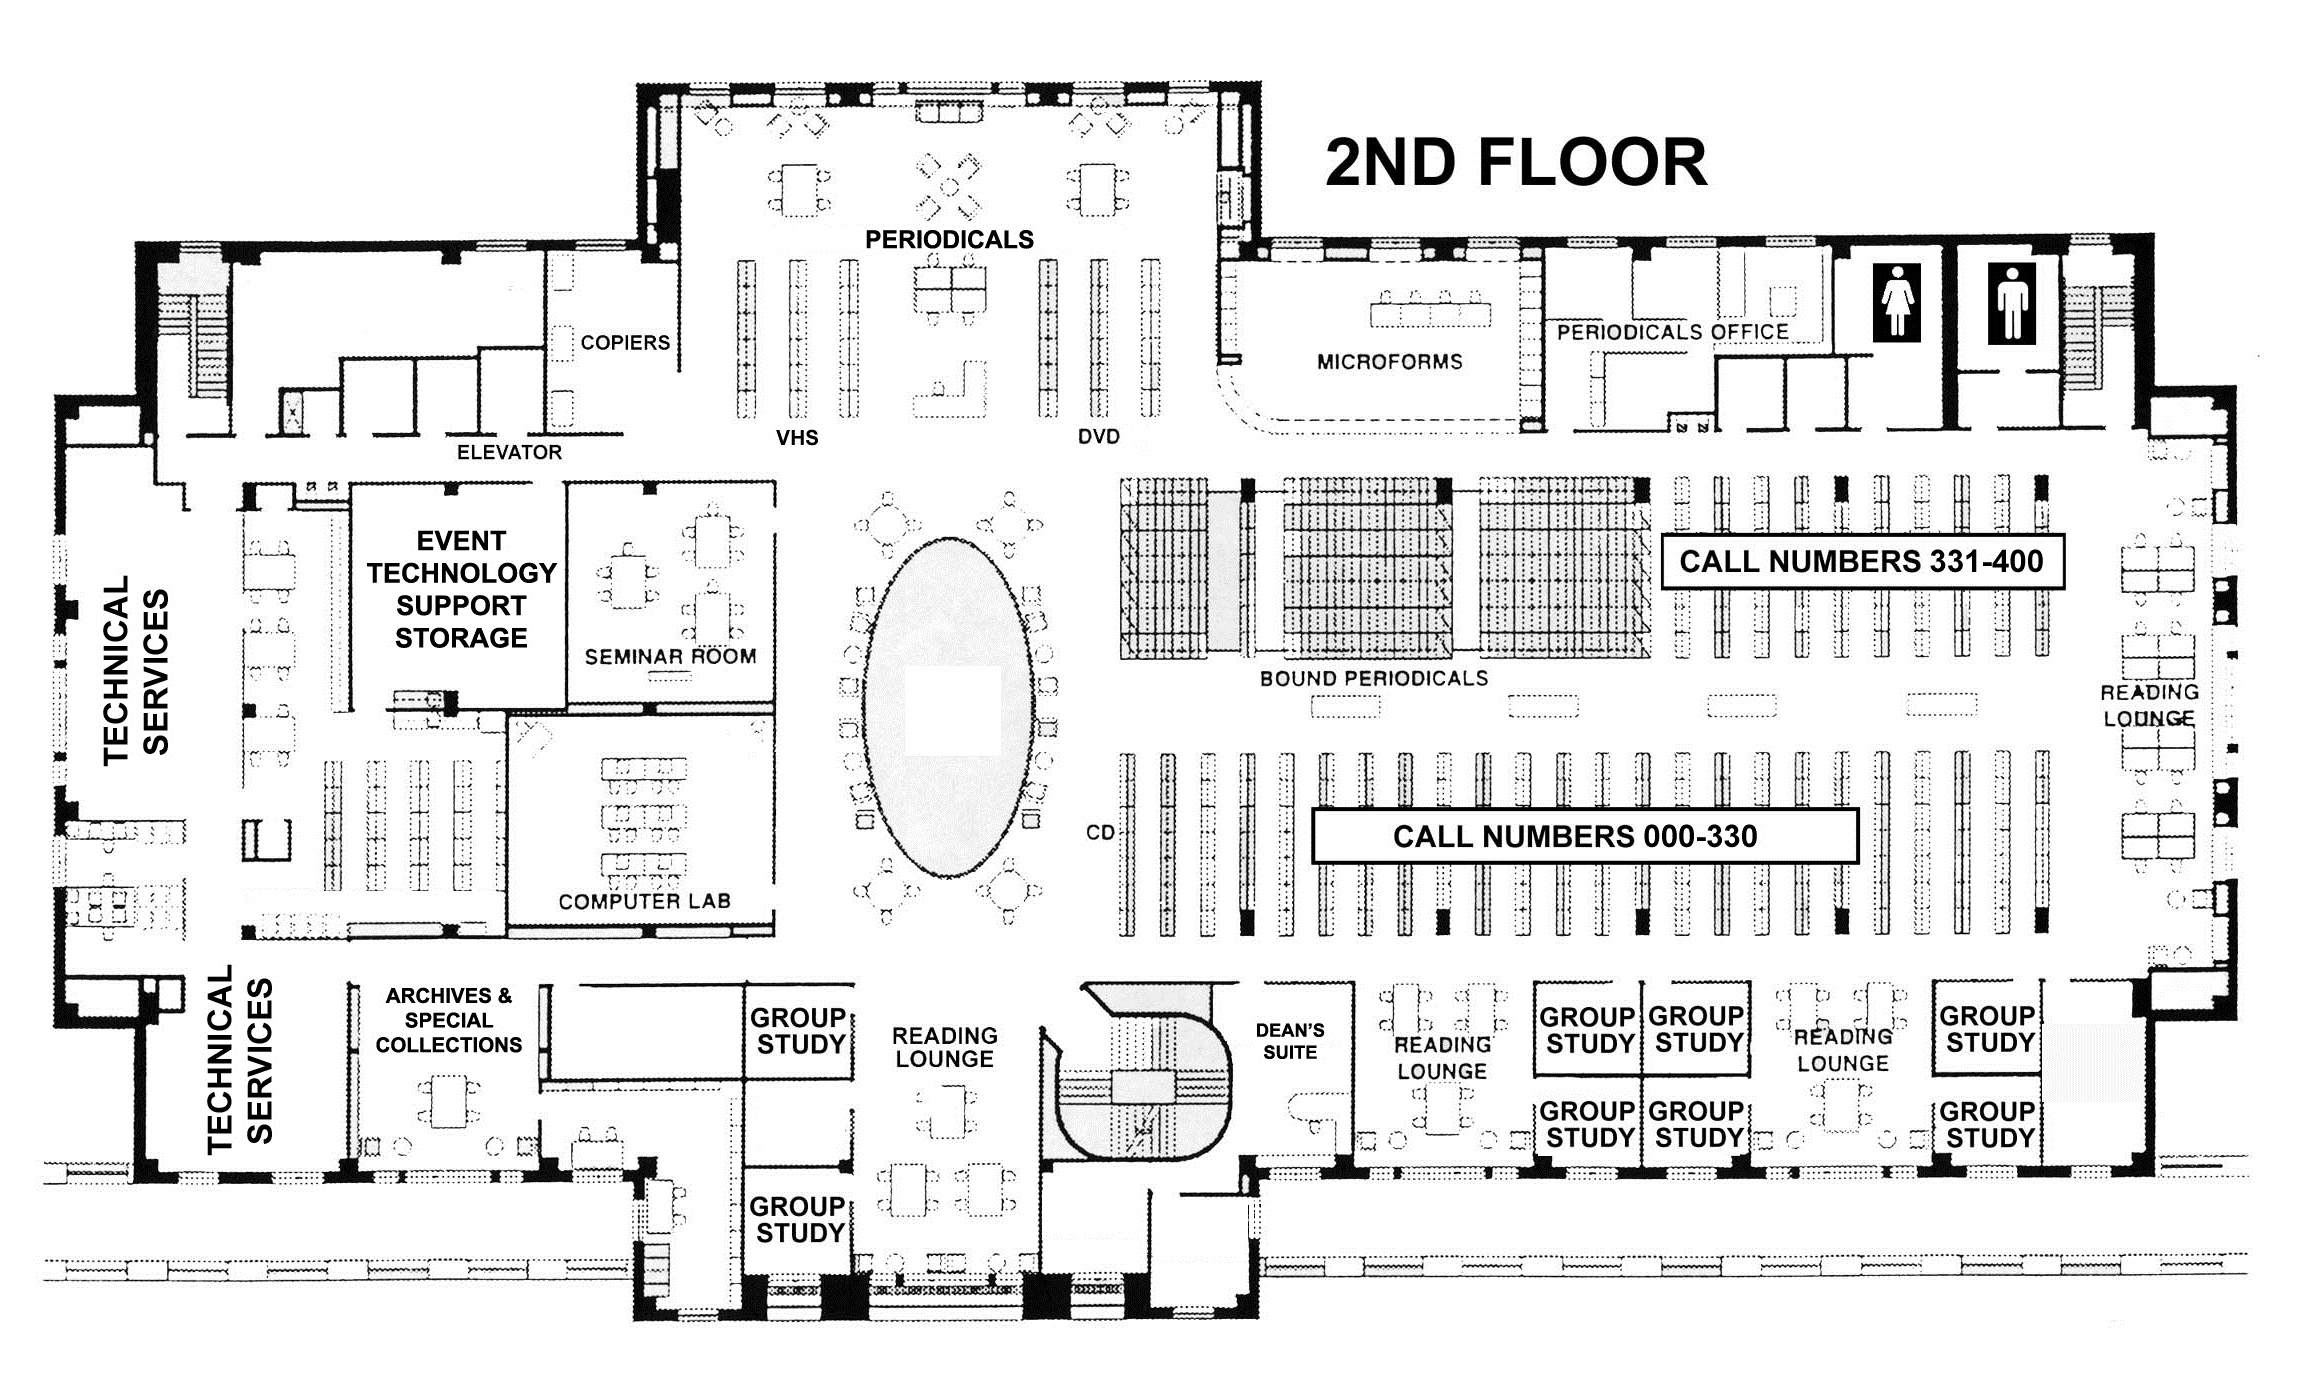 2ND FLOOR
PERIODICALS
COPIERS
PERIODICALS OFFICE
MICROFORMS
VHS
DVD
ELEVATOR
EVENT
TECHNOLOGY
SUPPORT
STORAGE
SEMINAR ROOM
CALL NUMBERS 331-400
TECHNICAL
SERVICES
BOUND PERIODICALS
READING
LOUNGE
CD
CALL NUMBERS 000-330
COMPUTER LAB
TECHNICAL
SERVICES
ARCHIVES &
SPECIAL
COLLECTIONS
GROUP
STUDY
READING
LOUNGE
DEAN'S
SUITE
READING
LOUNGE
GROUP
STUDY
GROUP
STUDY
READING
LOUNGE
GROUP
STUDY
GROUP
STUDY
GROUP
STUDY
GROUP
STUDY
GROUP
STUDY